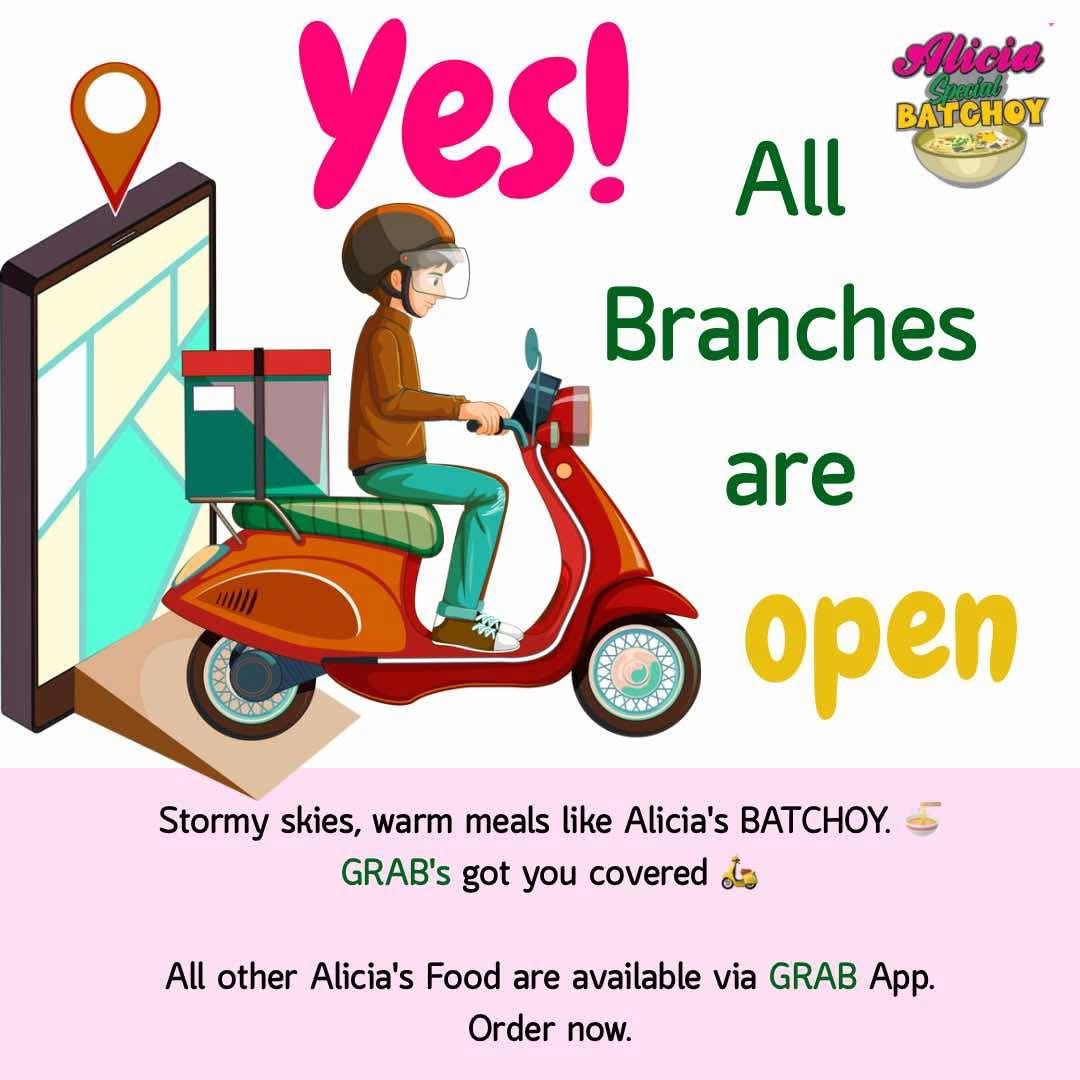 Yes!
Alicia
Special
BATCHOY
All
Branches
are
open
Stormy skies, warm meals like Alicia's BATCHOY. 🍜
GRAB's got you covered 🛵
All other Alicia's Food are available via GRAB App.
Order now.